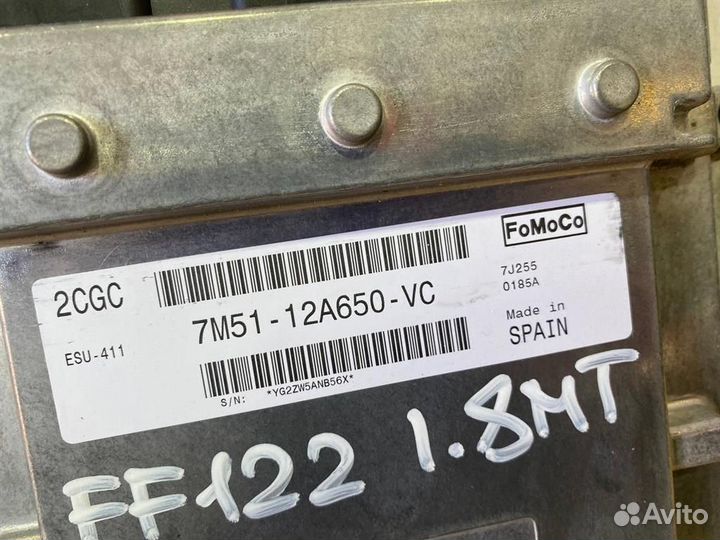 FoMoCo
2CGC
7M51-12A650-VC
7J255
0185A
ESU-411
Made in
SPAIN
S/N: *YG2ZW5ANB56X*
FF122 1.8MT
Avito